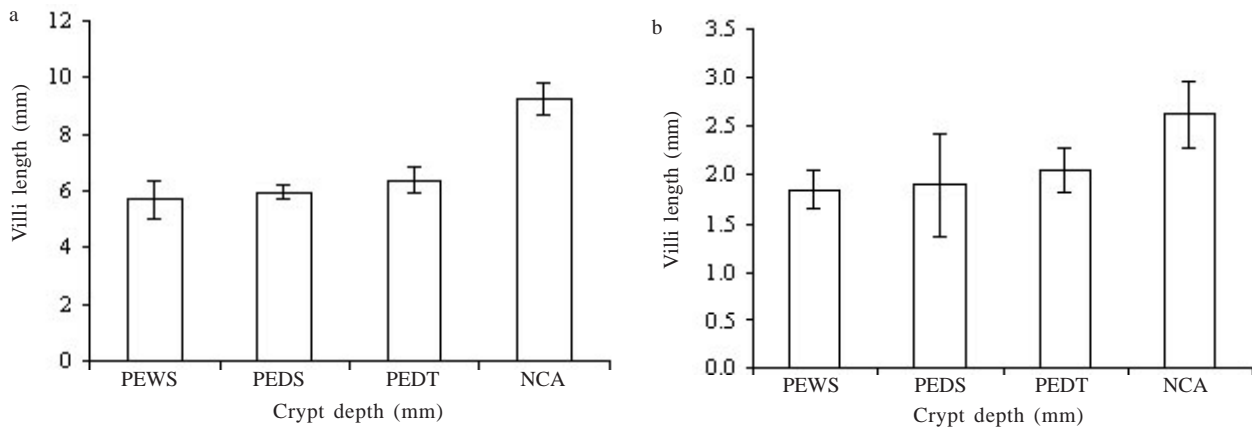 a
Villi length (mm)
12
10
8
6
4
2
0
PEWS PEDS PEDT NCA
Crypt depth (mm)
b
Villi length (mm)
3.5
3.0
2.5
2.0
1.5
1.0
0.5
0.0
PEWS PEDS PEDT NCA
Crypt depth (mm)